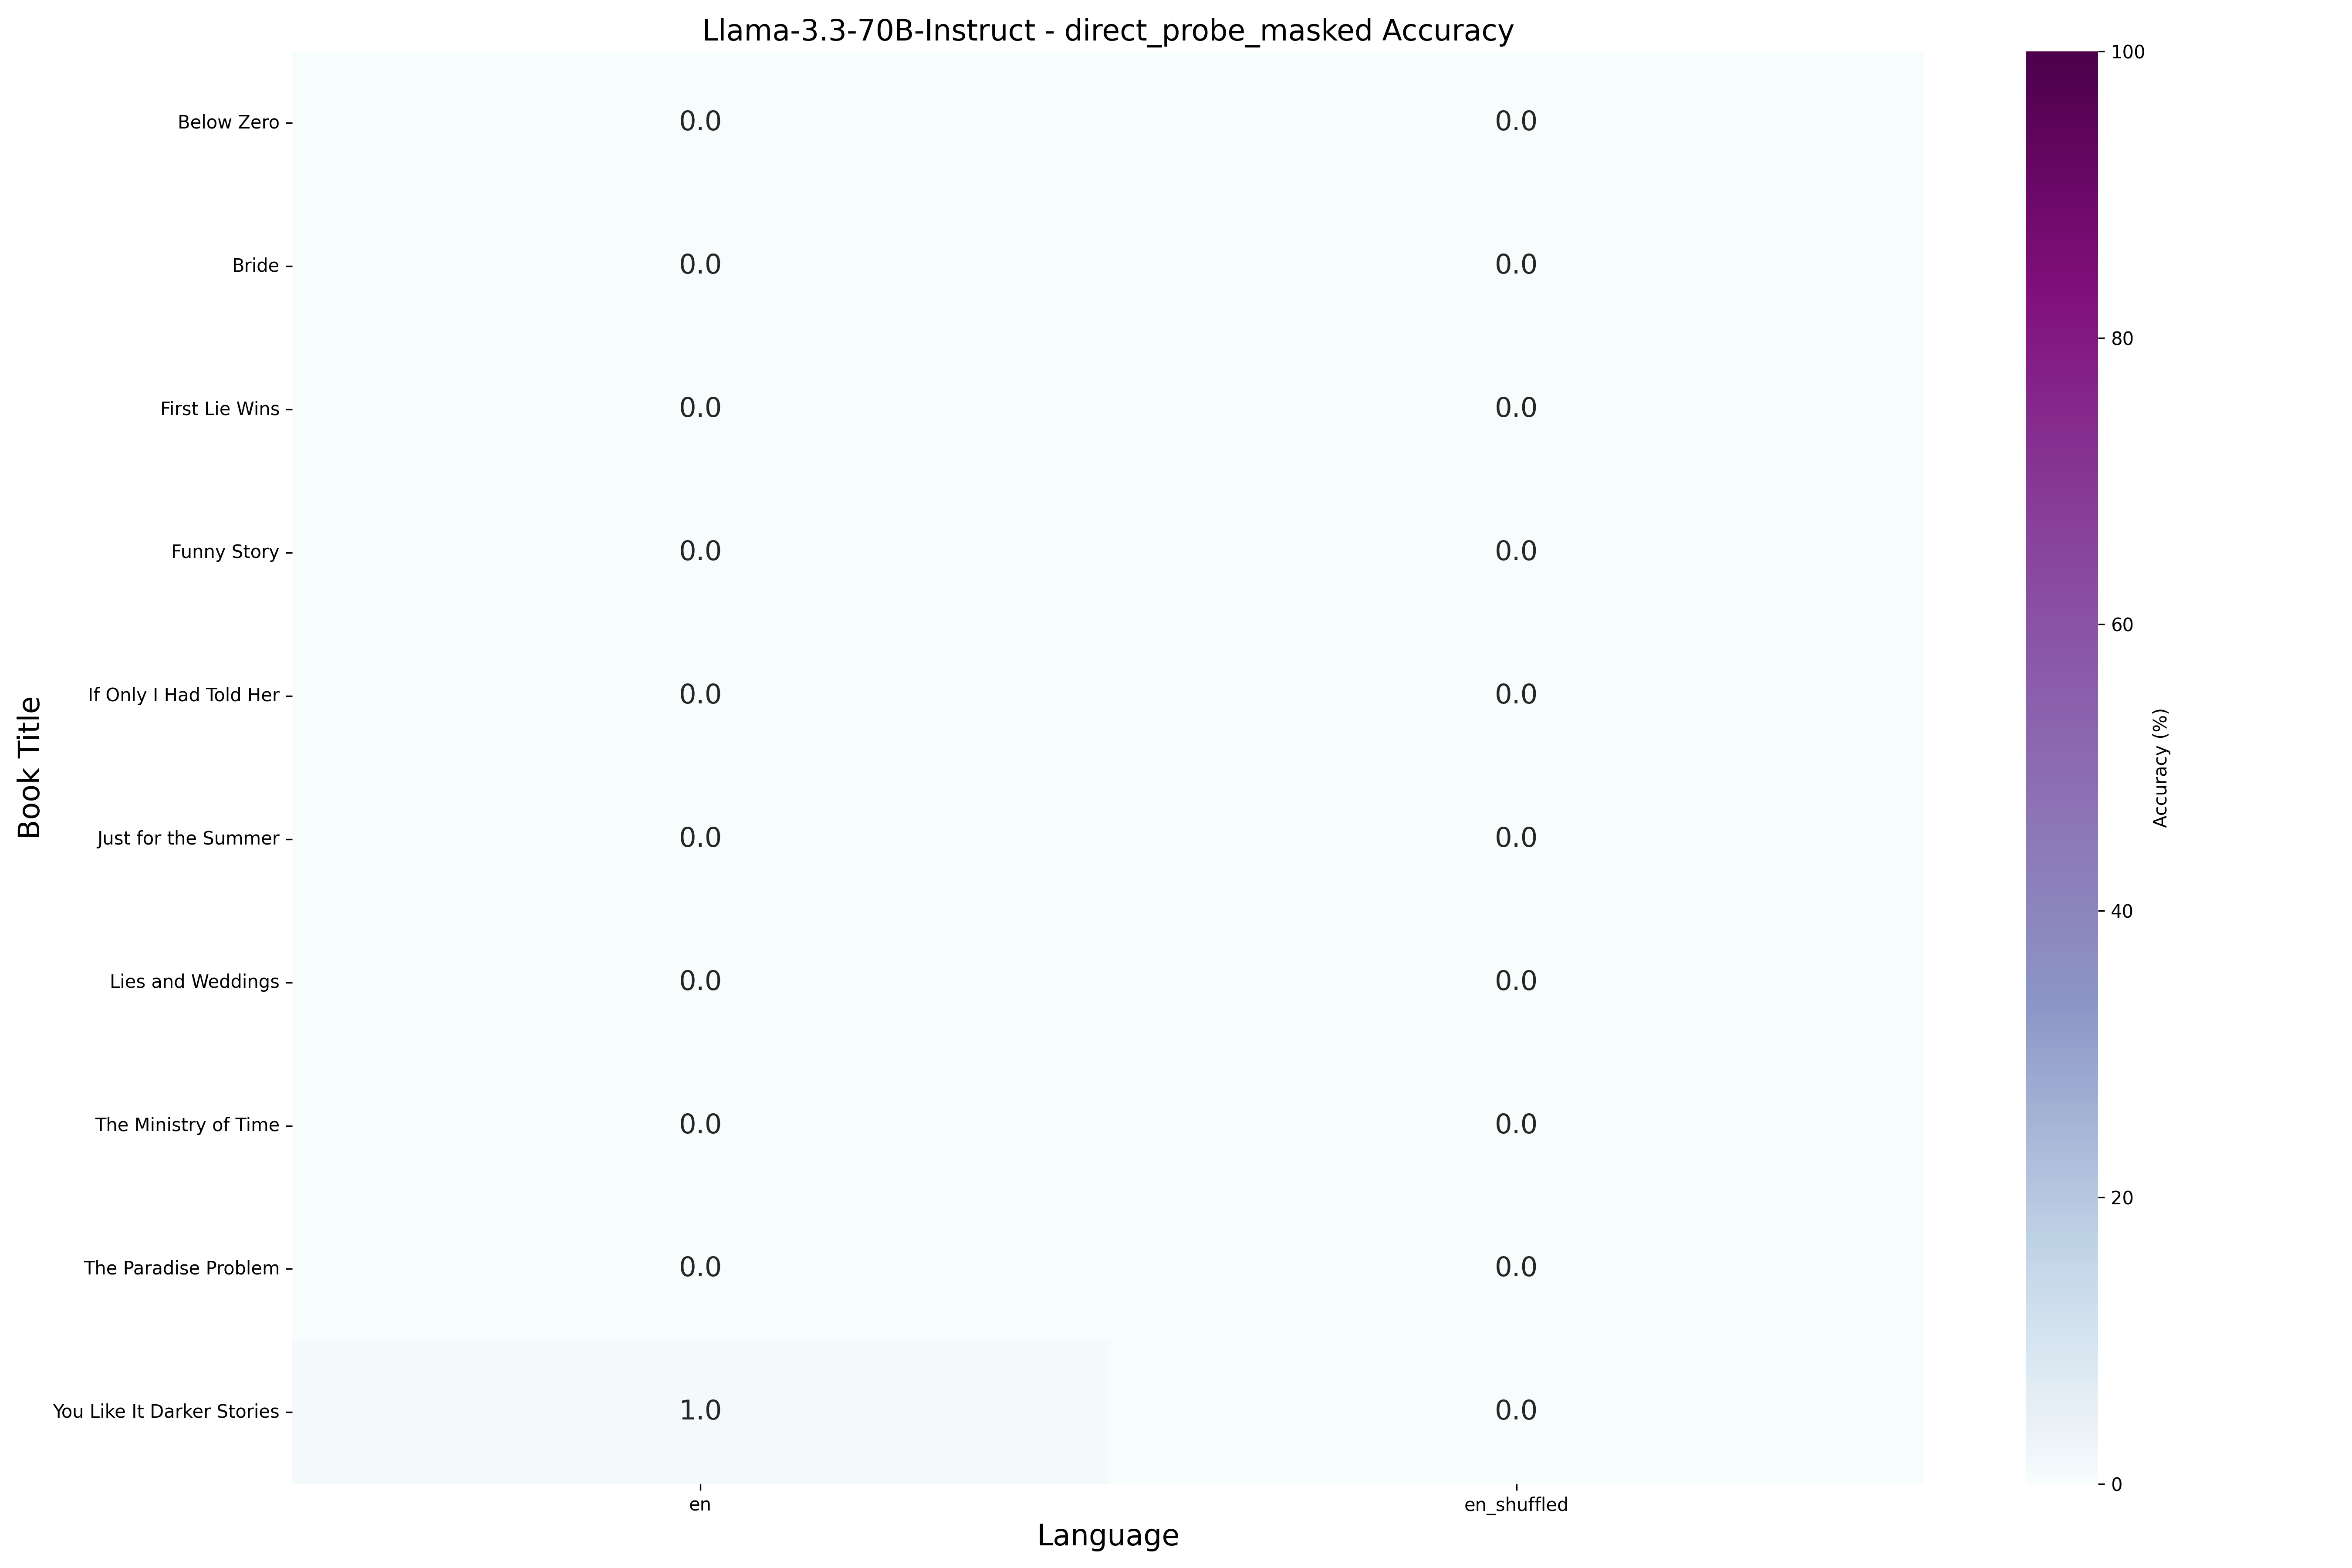 Llama-3.3-70B-Instruct - direct_probe_masked Accuracy
Book Title
Below Zero 0.0 0.0
Bride 0.0 0.0
First Lie Wins 0.0 0.0
Funny Story 0.0 0.0
If Only I Had Told Her 0.0 0.0
Just for the Summer 0.0 0.0
Lies and Weddings 0.0 0.0
The Ministry of Time 0.0 0.0
The Paradise Problem 0.0 0.0
You Like It Darker Stories 1.0 0.0
en en_shuffled
Language
100
80
60
40
20
0
Accuracy (%)